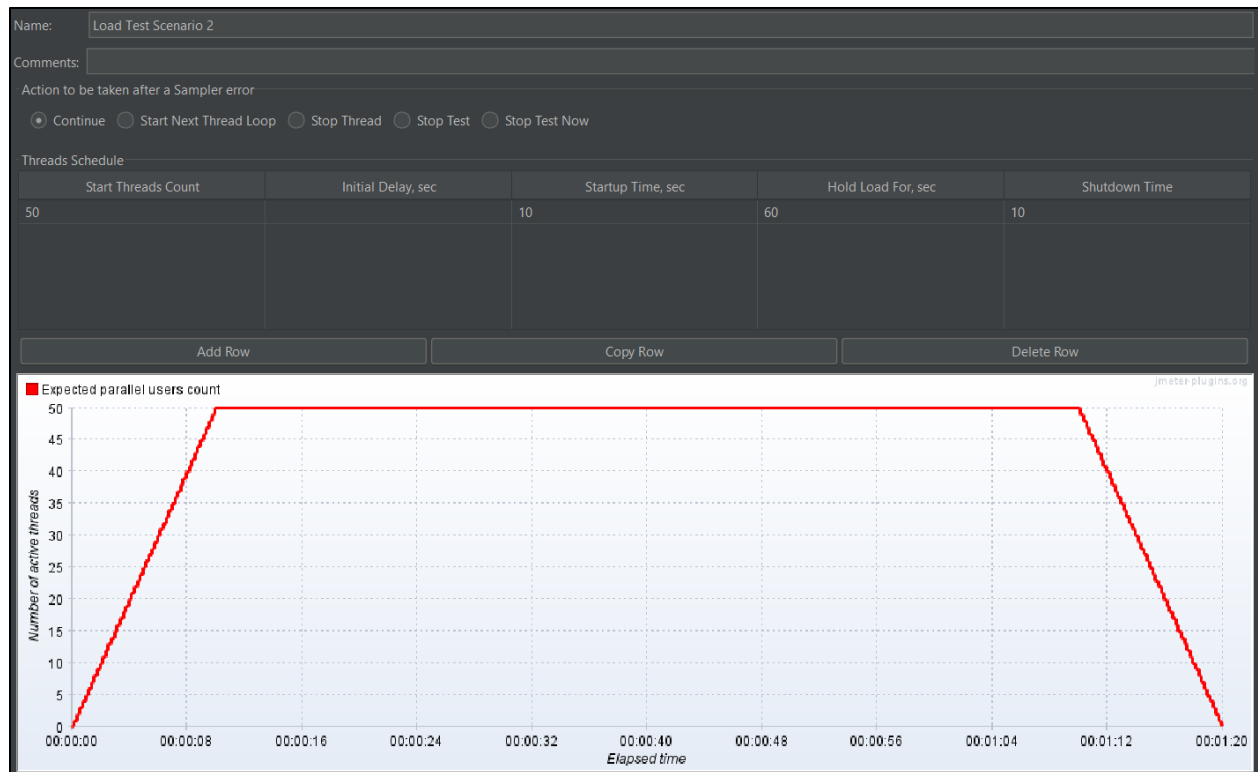 Name: Load Test Scenario 2
Comments:
Action to be taken after a Sampler error
Continue Start Next Thread Loop Stop Thread Stop Test Stop Test Now
Threads Schedule
Start Threads Count Initial Delay, sec Startup Time, sec Hold Load For, sec Shutdown Time
50 10 60 10
Add Row Copy Row Delete Row
Expected parallel users count
jmeter-plugins.org
50
45
40
35
30
25
20
15
10
5
0
Number of active threads
00:00:00 00:00:08 00:00:16 00:00:24 00:00:32 00:00:40 00:00:48 00:00:56 00:01:04 00:01:12 00:01:20
Elapsed time